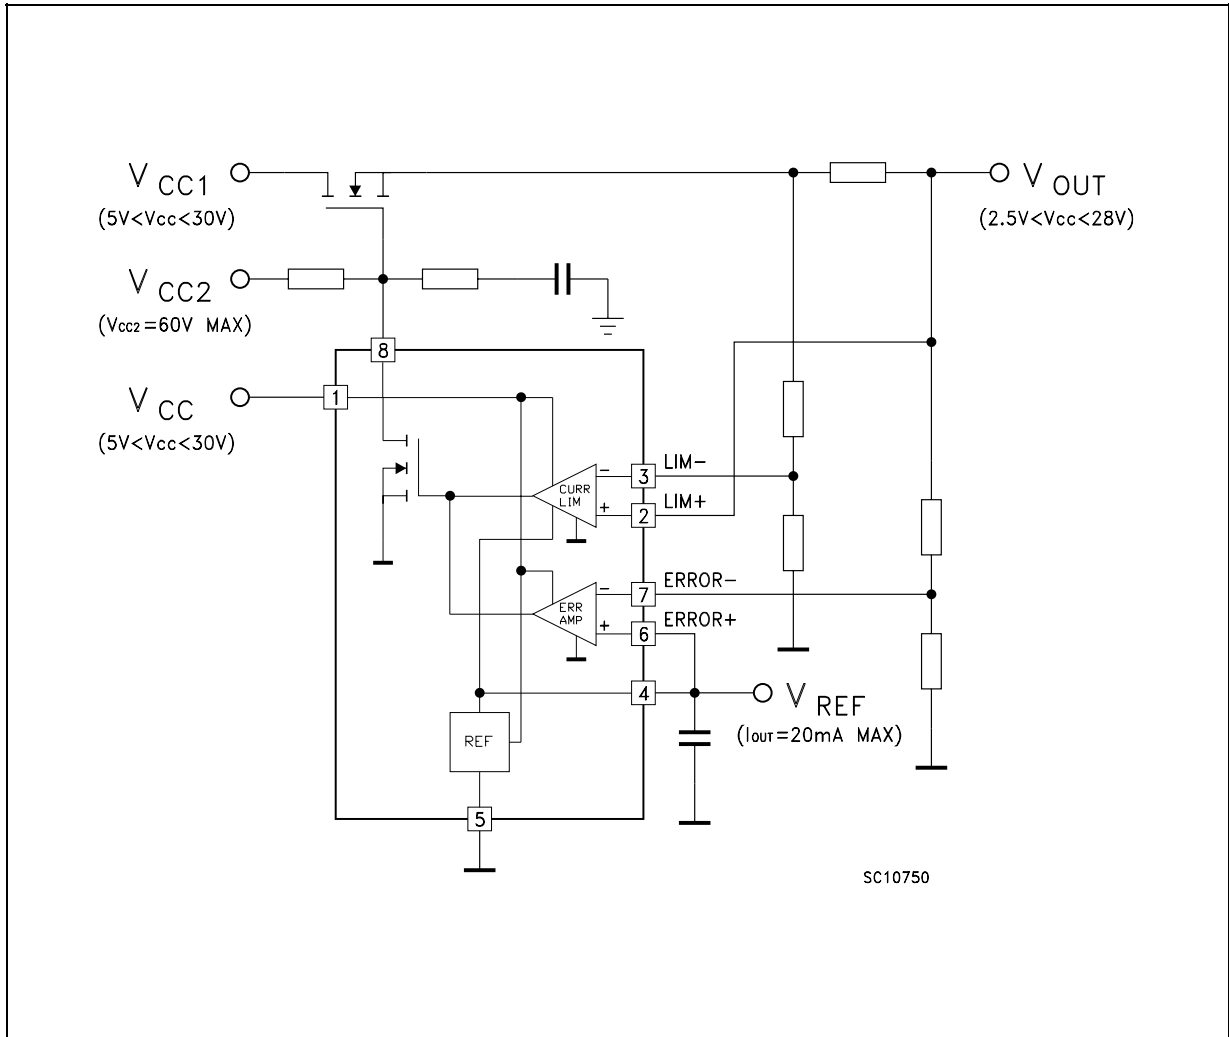 V CC1
(5V<Vcc<30V)
V OUT
(2.5V<Vcc<28V)
V CC2
(Vcc2=60V MAX)
8
V CC
(5V<Vcc<30V)
1
CURR
LIM
-
+
3
LIM-
2
LIM+
ERR
AMP
-
+
7
ERROR-
6
ERROR+
4
V REF
(IOUT=20mA MAX)
REF
5
SC10750